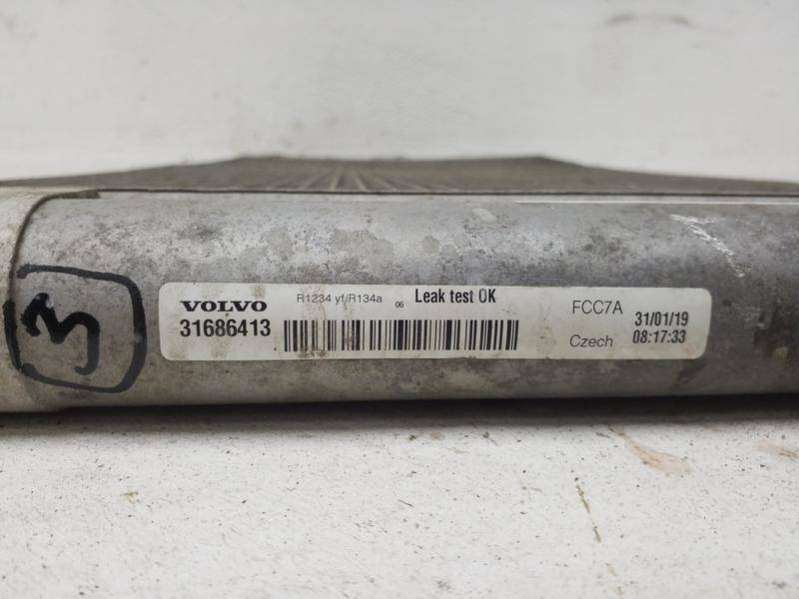 3
VOLVO R1234 yf/R134a 06 Leak test OK FCC7A 31/01/19
31686413 Czech 08:17:33